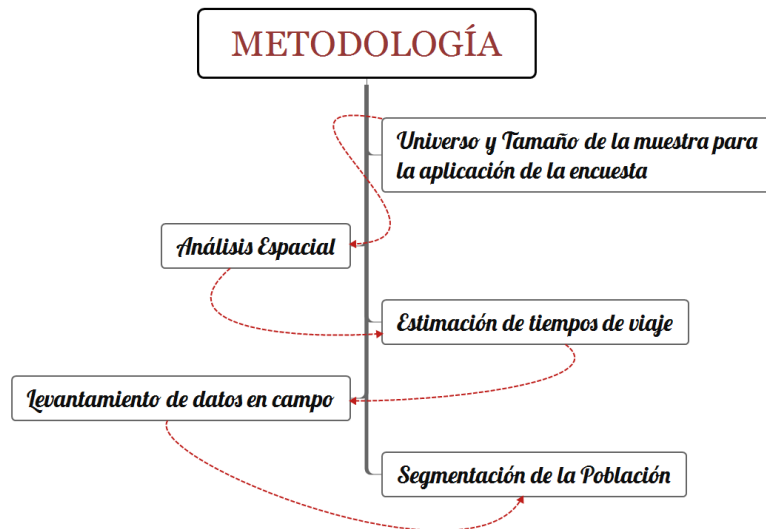 METODOLOGÍA
Universo y Tamaño de la muestra para
la aplicación de la encuesta
Análisis Espacial
Estimación de tiempos de viaje
Levantamiento de datos en campo
Segmentación de la Población